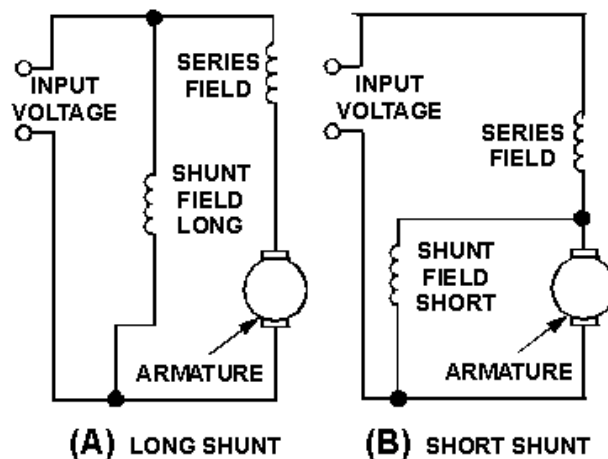 INPUT
VOLTAGE
SERIES
FIELD
SHUNT
FIELD
LONG
ARMATURE
(A) LONG SHUNT
INPUT
VOLTAGE
SERIES
FIELD
SHUNT
FIELD
SHORT
ARMATURE
(B) SHORT SHUNT